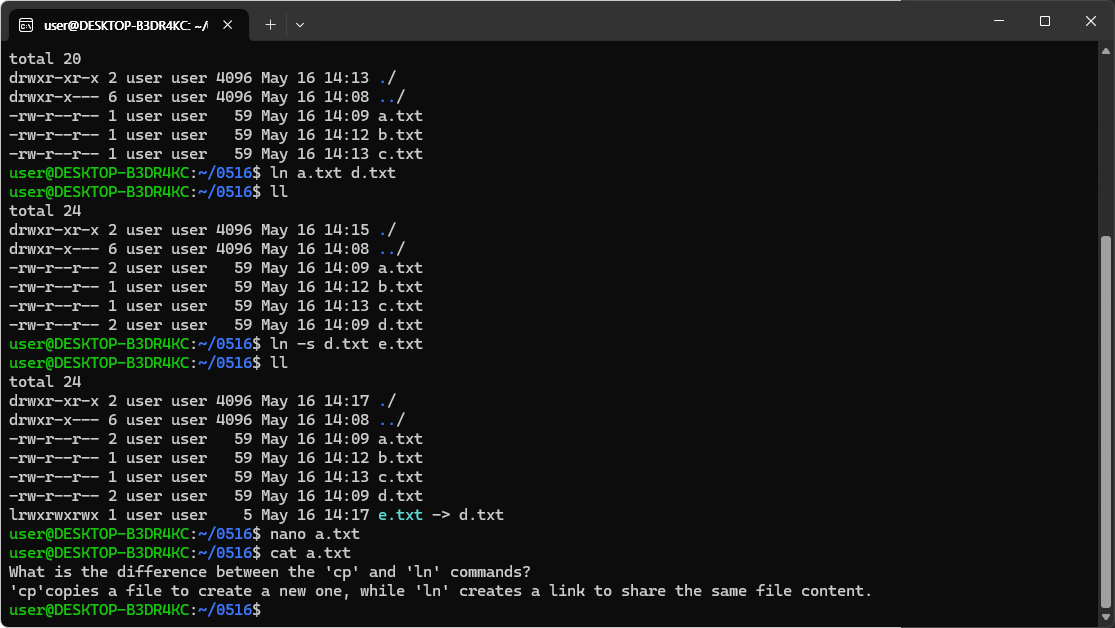 user@DESKTOP-B3DR4KC: ~/
total 20
drwxr-xr-x 2 user user 4096 May 16 14:13 ./
drwxr-x--- 6 user user 4096 May 16 14:08 ../
-rw-r--r-- 1 user user   59 May 16 14:09 a.txt
-rw-r--r-- 1 user user   59 May 16 14:12 b.txt
-rw-r--r-- 1 user user   59 May 16 14:13 c.txt
user@DESKTOP-B3DR4KC:~/0516$ ln a.txt d.txt
user@DESKTOP-B3DR4KC:~/0516$ ll
total 24
drwxr-xr-x 2 user user 4096 May 16 14:15 ./
drwxr-x--- 6 user user 4096 May 16 14:08 ../
-rw-r--r-- 2 user user   59 May 16 14:09 a.txt
-rw-r--r-- 1 user user   59 May 16 14:12 b.txt
-rw-r--r-- 1 user user   59 May 16 14:13 c.txt
-rw-r--r-- 2 user user   59 May 16 14:09 d.txt
user@DESKTOP-B3DR4KC:~/0516$ ln -s d.txt e.txt
user@DESKTOP-B3DR4KC:~/0516$ ll
total 24
drwxr-xr-x 2 user user 4096 May 16 14:17 ./
drwxr-x--- 6 user user 4096 May 16 14:08 ../
-rw-r--r-- 2 user user   59 May 16 14:09 a.txt
-rw-r--r-- 1 user user   59 May 16 14:12 b.txt
-rw-r--r-- 1 user user   59 May 16 14:13 c.txt
-rw-r--r-- 2 user user   59 May 16 14:09 d.txt
lrwxrwxrwx 1 user user    5 May 16 14:17 e.txt -> d.txt
user@DESKTOP-B3DR4KC:~/0516$ nano a.txt
user@DESKTOP-B3DR4KC:~/0516$ cat a.txt
What is the difference between the 'cp' and 'ln' commands?
'cp'copies a file to create a new one, while 'ln' creates a link to share the same file content.
user@DESKTOP-B3DR4KC:~/0516$